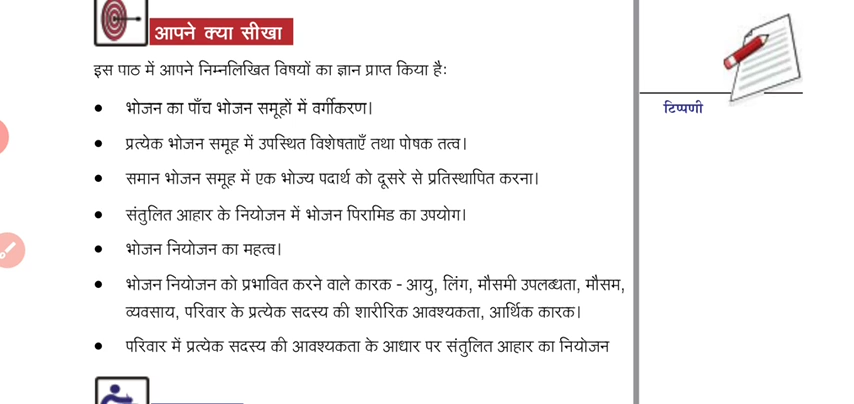 आपने क्या सीखा
इस पाठ में आपने निम्नलिखित विषयों का ज्ञान प्राप्त किया है:
टिप्पणी
• भोजन का पाँच भोजन समूहों में वर्गीकरण।
• प्रत्येक भोजन समूह में उपस्थित विशेषताएँ तथा पोषक तत्व।
• समान भोजन समूह में एक भोज्य पदार्थ को दूसरे से प्रतिस्थापित करना।
• संतुलित आहार के नियोजन में भोजन पिरामिड का उपयोग।
• भोजन नियोजन का महत्व।
• भोजन नियोजन को प्रभावित करने वाले कारक - आयु, लिंग, मौसमी उपलब्धता, मौसम,
व्यवसाय, परिवार के प्रत्येक सदस्य की शारीरिक आवश्यकता, आर्थिक कारक।
• परिवार में प्रत्येक सदस्य की आवश्यकता के आधार पर संतुलित आहार का नियोजन